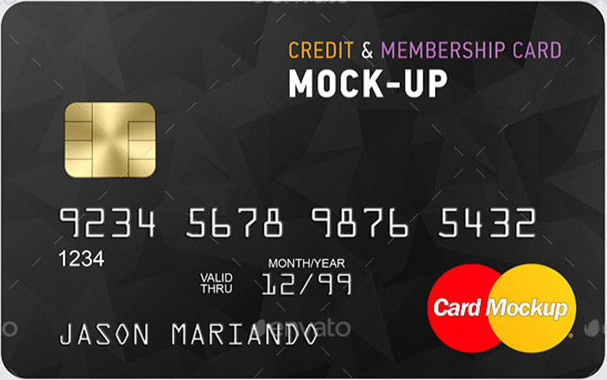 CREDIT & MEMBERSHIP CARD
MOCK-UP
9234 5678 9876 5432
1234
MONTH/YEAR
VALID
THRU
12/99
Card Mockup
JASON MARIANDO
envato